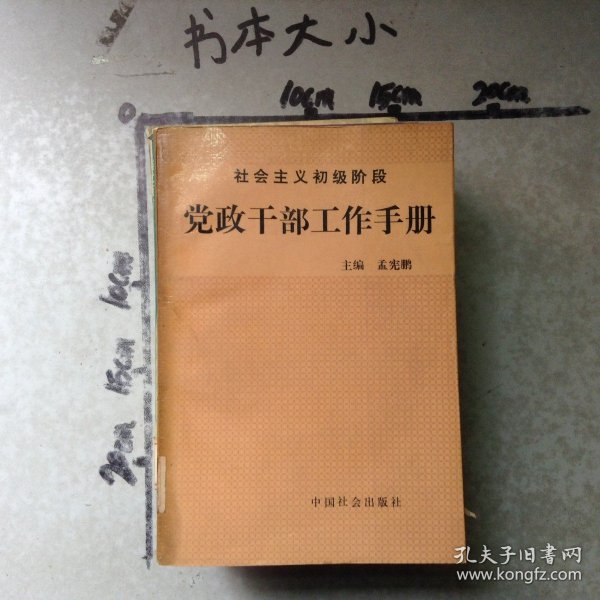 书本大小
0 10cm 15cm 20cm
10cm
15cm
20cm
社会主义初级阶段
党政干部工作手册
主编 孟宪鹏
中国社会出版社
孔夫子旧书网
www.kongfz.com